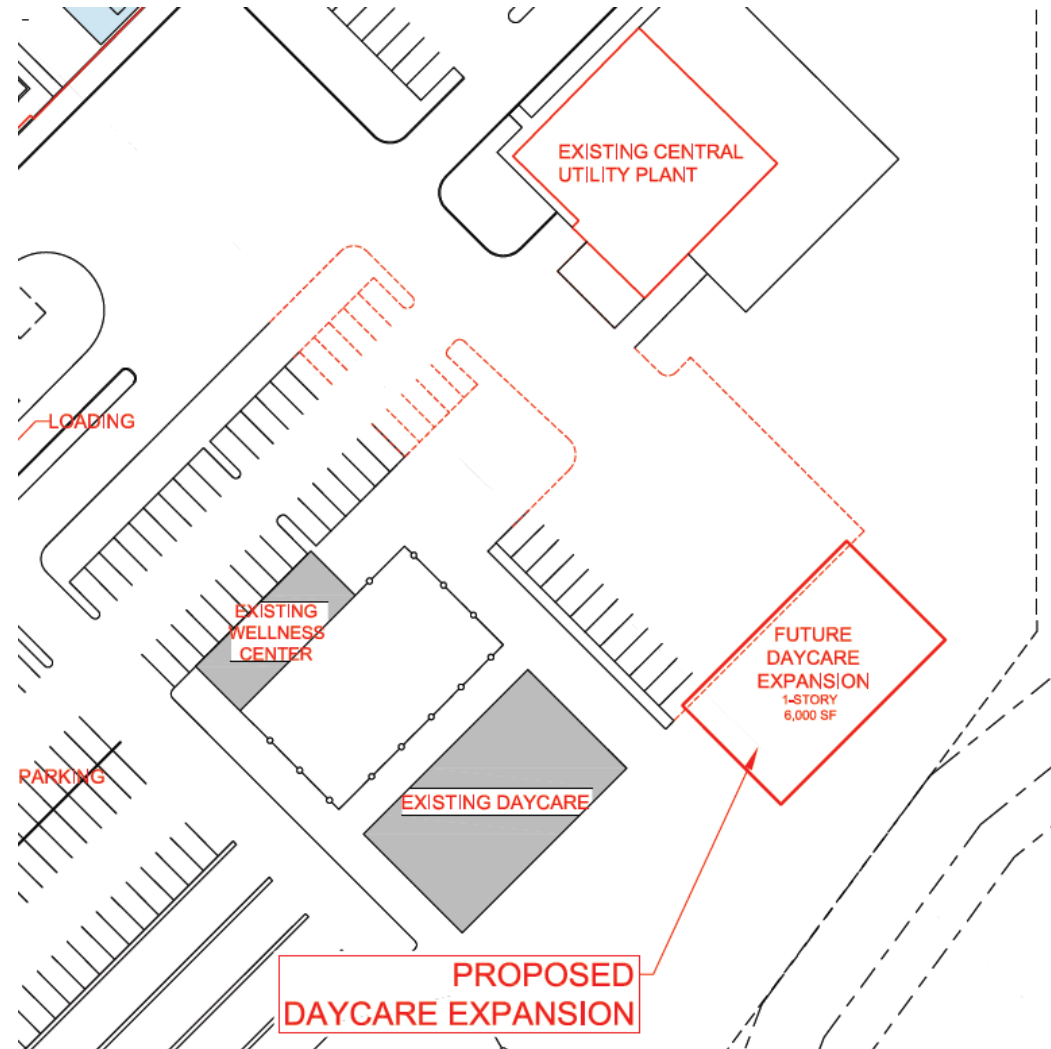 EXISTING CENTRAL
UTILITY PLANT
LOADING
EXISTING
WELLNESS
CENTER
FUTURE
DAYCARE
EXPANSION
1-STORY
6,000 SF
PARKING
EXISTING DAYCARE
PROPOSED
DAYCARE EXPANSION